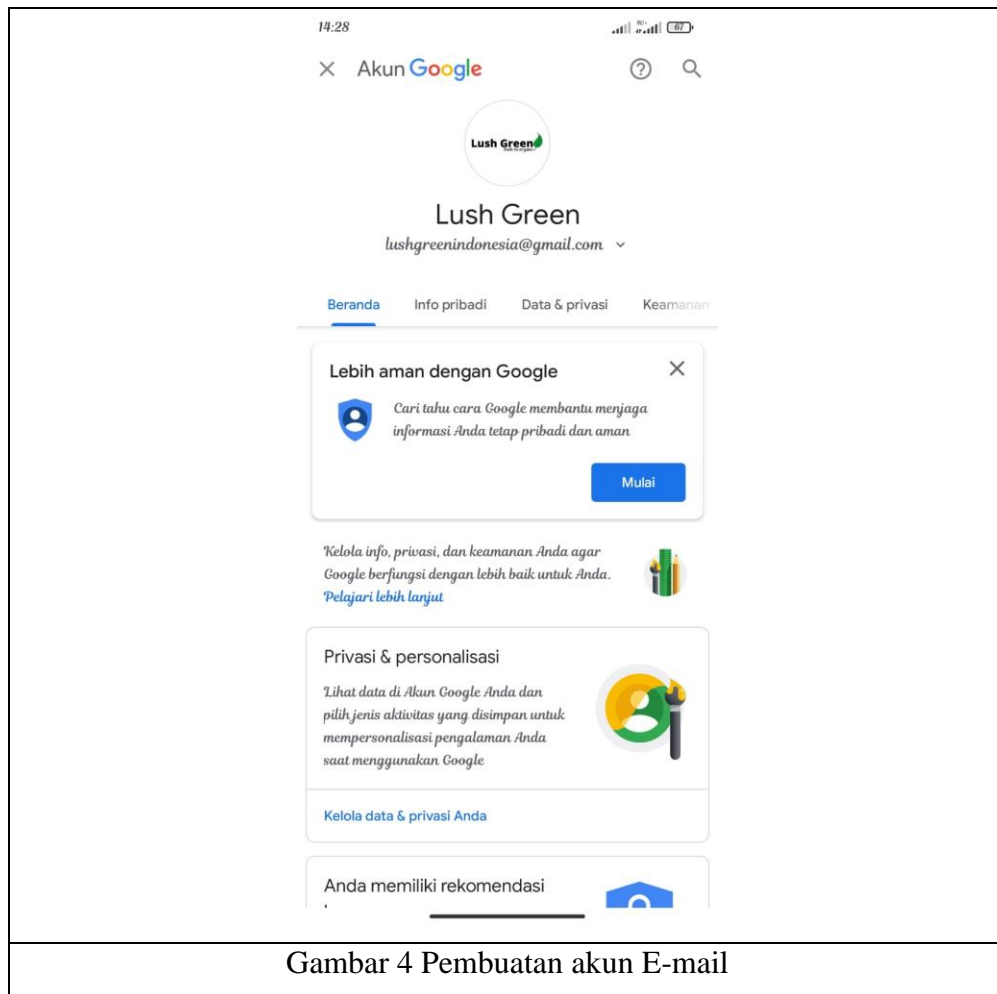 14:28
67
Akun Google
Lush Green
Lush Green
lushgreenindonesia@gmail.com
Beranda Info pribadi Data & privasi Keamanan
Lebih aman dengan Google
Cari tahu cara Google membantu menjaga
informasi Anda tetap pribadi dan aman
Mulai
Kelola info, privasi, dan keamanan Anda agar
Google berfungsi dengan lebih baik untuk Anda.
Pelajari lebih lanjut
Privasi & personalisasi
Lihat data di Akun Google Anda dan
pilih jenis aktivitas yang disimpan untuk
mempersonalisasi pengalaman Anda
saat menggunakan Google
Kelola data & privasi Anda
Anda memiliki rekomendasi
Gambar 4 Pembuatan akun E-mail